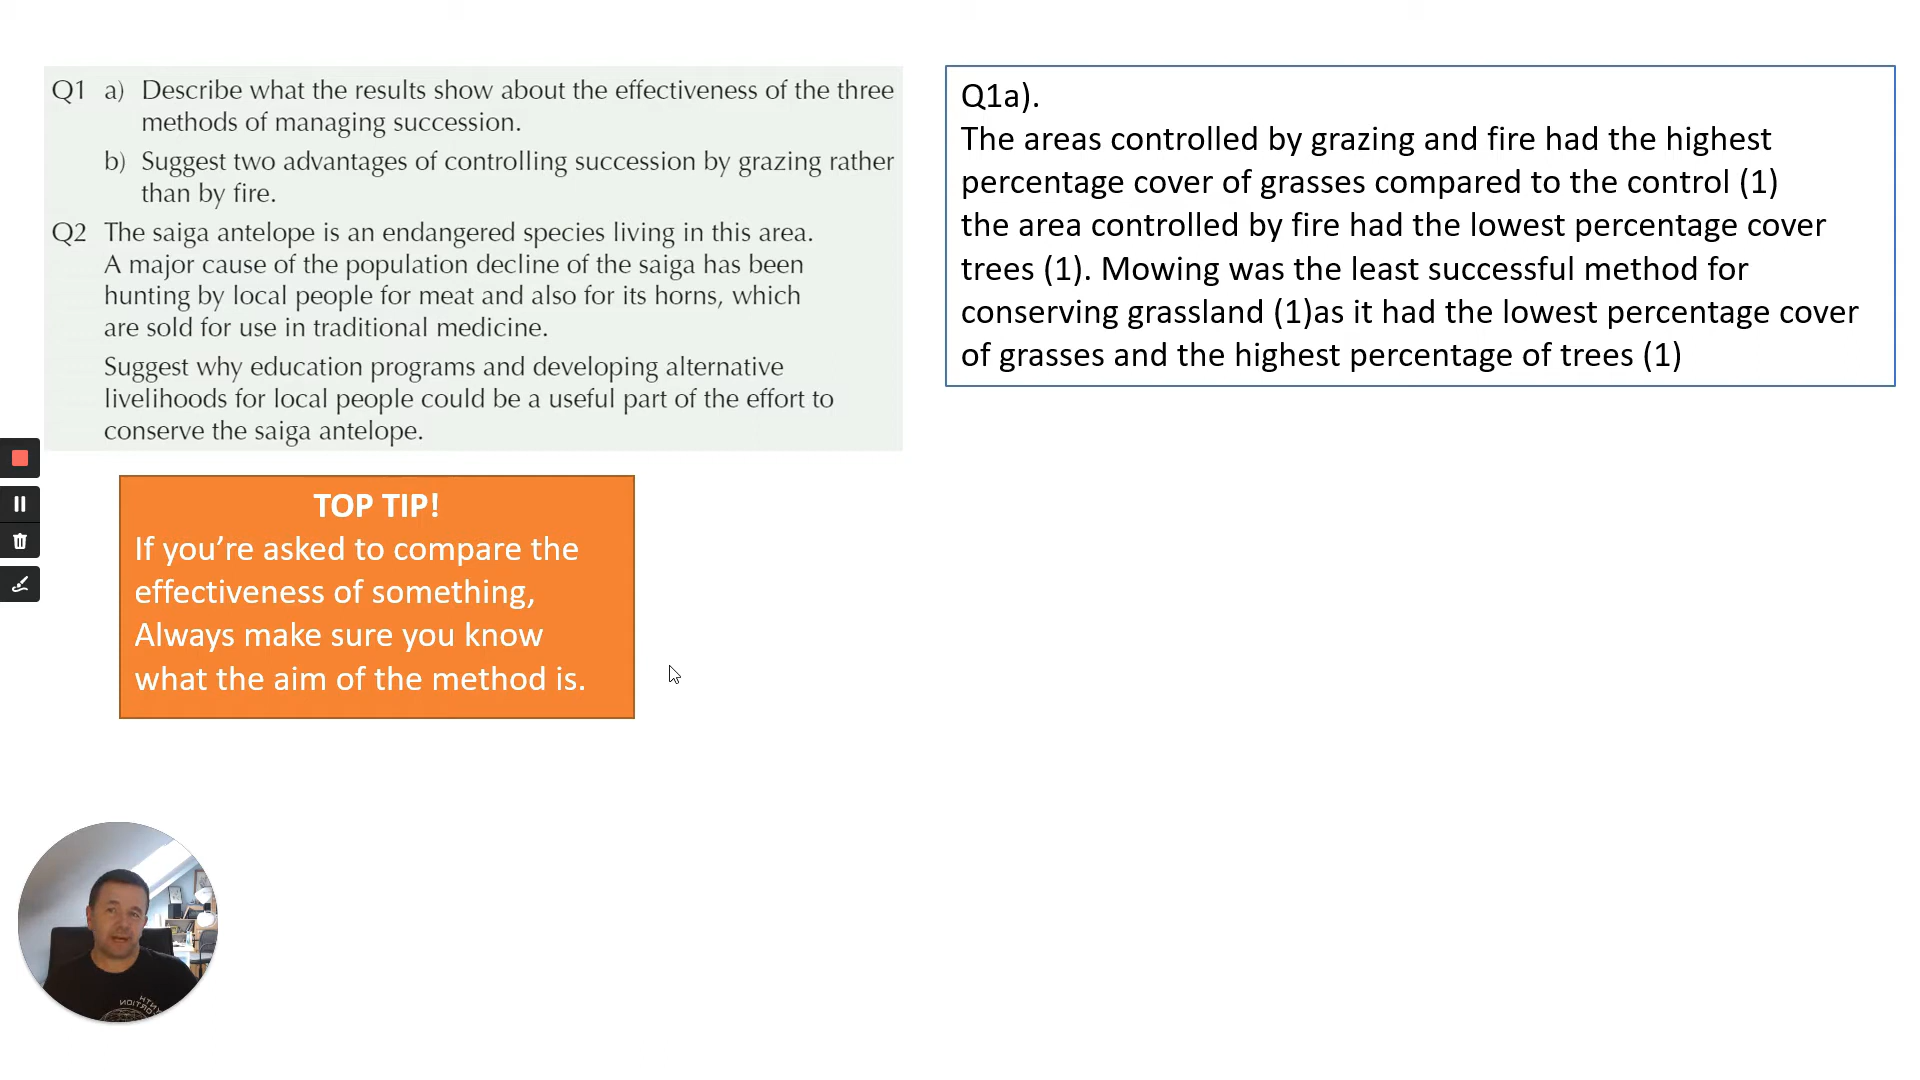 Q1 a) Describe what the results show about the effectiveness of the three
methods of managing succession.
b) Suggest two advantages of controlling succession by grazing rather
than by fire.
Q2 The saiga antelope is an endangered species living in this area.
A major cause of the population decline of the saiga has been
hunting by local people for meat and also for its horns, which
are sold for use in traditional medicine.
Suggest why education programs and developing alternative
livelihoods for local people could be a useful part of the effort to
conserve the saiga antelope.
Q1a).
The areas controlled by grazing and fire had the highest
percentage cover of grasses compared to the control (1)
the area controlled by fire had the lowest percentage cover
trees (1). Mowing was the least successful method for
conserving grassland (1)as it had the lowest percentage cover
of grasses and the highest percentage of trees (1)
TOP TIP!
If you’re asked to compare the
effectiveness of something,
Always make sure you know
what the aim of the method is.